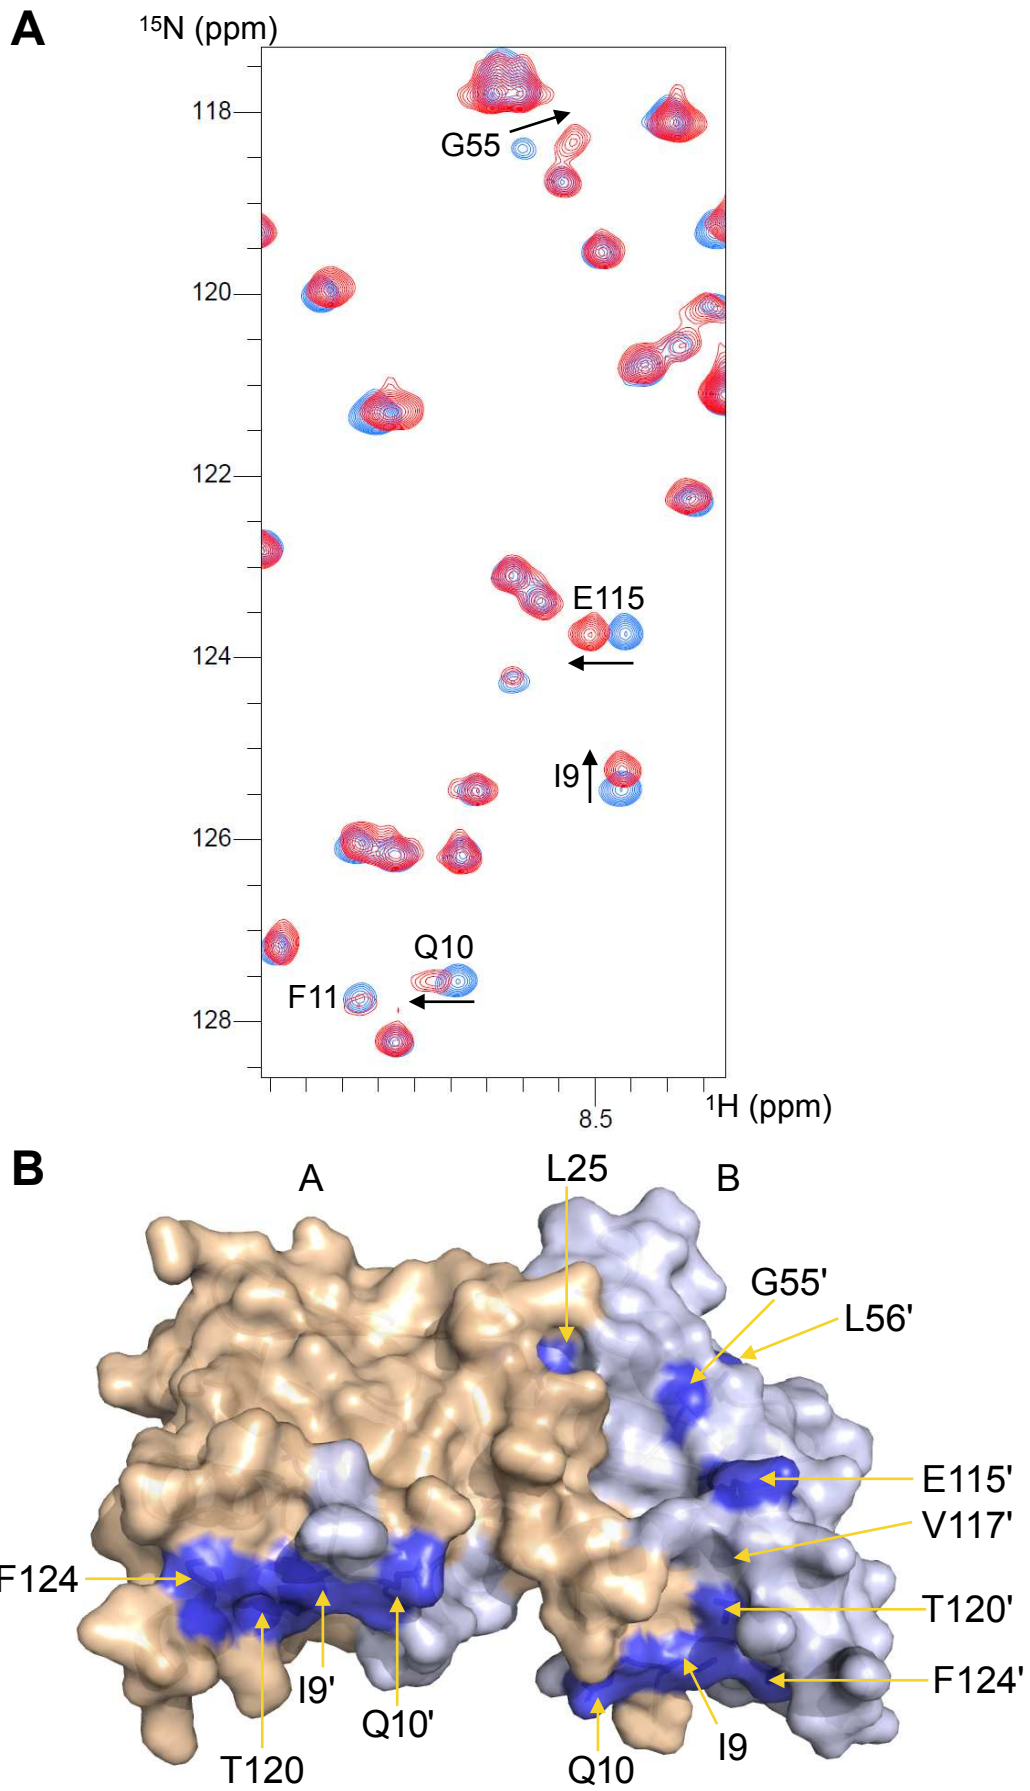 A
¹⁵N (ppm)
118
G55
120
122
E115
124
I9
126
Q10
F11
128
8.5
¹H (ppm)
B
A
L25
B
G55'
L56'
E115'
V117'
F124
T120'
I9'
F124'
Q10'
I9
T120
Q10